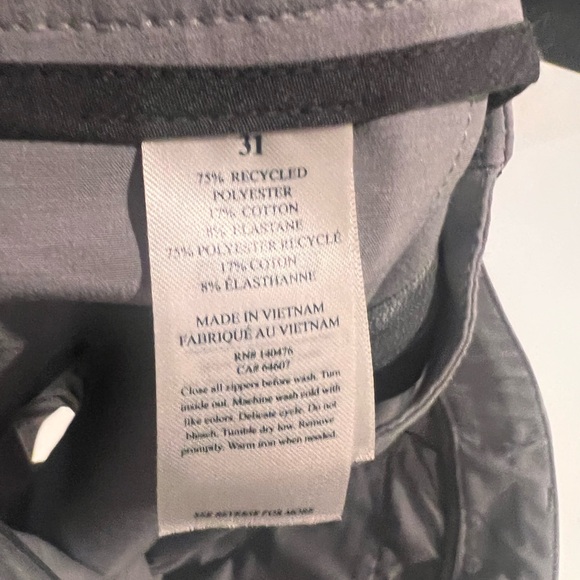 31
75% RECYCLED
POLYESTER
17% COTTON
8% ELASTANE
75% POLYESTER RECYCLÉ
17% COTON
8% ÉLASTHANNE
MADE IN VIETNAM
FABRIQUÉ AU VIETNAM
RN# 140476
CA# 64607
Close all zippers before wash. Turn
inside out. Machine wash cold with
like colors. Delicate cycle. Do not
bleach. Tumble dry low. Remove
promptly. Warm iron when needed.
SEE REVERSE FOR MORE